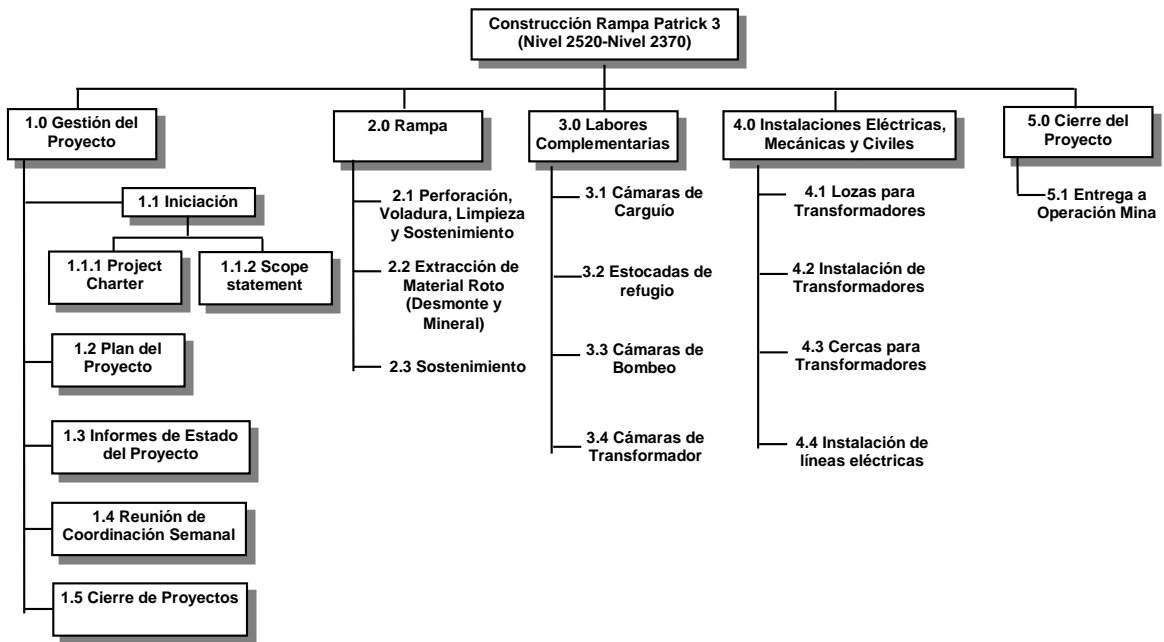 Construcción Rampa Patrick 3
(Nivel 2520-Nivel 2370)
1.0 Gestión del
Proyecto
1.1 Iniciación
1.1.1 Project
Charter
1.1.2 Scope
statement
1.2 Plan del
Proyecto
1.3 Informes de Estado
del Proyecto
1.4 Reunión de
Coordinación Semanal
1.5 Cierre de Proyectos
2.0 Rampa
2.1 Perforación,
Voladura, Limpieza
y Sostenimiento
2.2 Extracción de
Material Roto
(Desmonte y
Mineral)
2.3 Sostenimiento
3.0 Labores
Complementarias
3.1 Cámaras de
Carguío
3.2 Estocadas de
refugio
3.3 Cámaras de
Bombeo
3.4 Cámaras de
Transformador
4.0 Instalaciones Eléctricas,
Mecánicas y Civiles
4.1 Lozas para
Transformadores
4.2 Instalación de
Transformadores
4.3 Cercas para
Transformadores
4.4 Instalación de
líneas eléctricas
5.0 Cierre del
Proyecto
5.1 Entrega a
Operación Mina